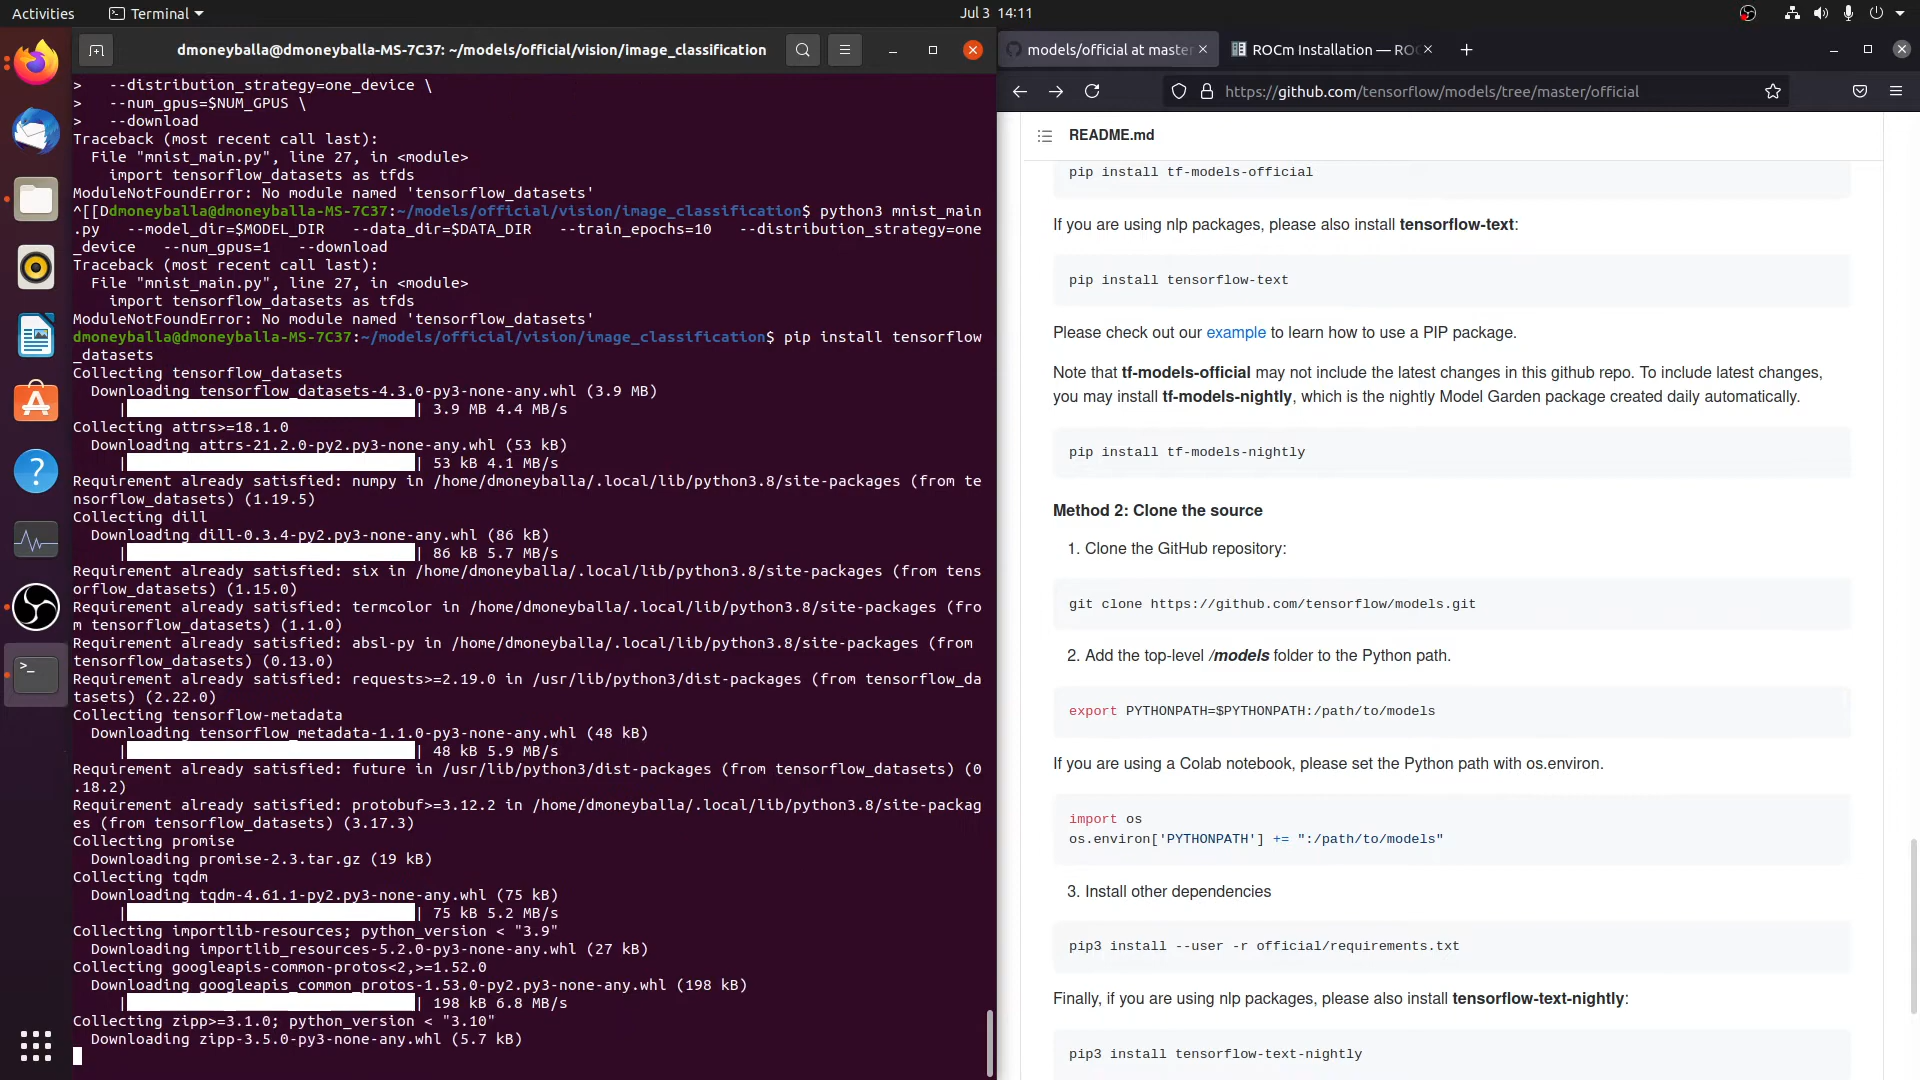 Activities
Terminal
Jul 3 14:11
dmoneyballa@dmoneyballa-MS-7C37: ~/models/official/vision/image_classification
>   --distribution_strategy=one_device \
>   --num_gpus=$NUM_GPUS \
>   --download
Traceback (most recent call last):
  File "mnist_main.py", line 27, in <module>
    import tensorflow_datasets as tfds
ModuleNotFoundError: No module named 'tensorflow_datasets'
^[[Ddmoneyballa@dmoneyballa-MS-7C37:~/models/official/vision/image_classification$ python3 mnist_main
.py   --model_dir=$MODEL_DIR   --data_dir=$DATA_DIR   --train_epochs=10   --distribution_strategy=one
_device   --num_gpus=1   --download
Traceback (most recent call last):
  File "mnist_main.py", line 27, in <module>
    import tensorflow_datasets as tfds
ModuleNotFoundError: No module named 'tensorflow_datasets'
dmoneyballa@dmoneyballa-MS-7C37:~/models/official/vision/image_classification$ pip install tensorflow
_datasets
Collecting tensorflow_datasets
  Downloading tensorflow_datasets-4.3.0-py3-none-any.whl (3.9 MB)
| | 3.9 MB 4.4 MB/s
Collecting attrs>=18.1.0
  Downloading attrs-21.2.0-py2.py3-none-any.whl (53 kB)
| | 53 kB 4.1 MB/s
Requirement already satisfied: numpy in /home/dmoneyballa/.local/lib/python3.8/site-packages (from te
nsorflow_datasets) (1.19.5)
Collecting dill
  Downloading dill-0.3.4-py2.py3-none-any.whl (86 kB)
| | 86 kB 5.7 MB/s
Requirement already satisfied: six in /home/dmoneyballa/.local/lib/python3.8/site-packages (from tens
orflow_datasets) (1.15.0)
Requirement already satisfied: termcolor in /home/dmoneyballa/.local/lib/python3.8/site-packages (fro
m tensorflow_datasets) (1.1.0)
Requirement already satisfied: absl-py in /home/dmoneyballa/.local/lib/python3.8/site-packages (from
tensorflow_datasets) (0.13.0)
Requirement already satisfied: requests>=2.19.0 in /usr/lib/python3/dist-packages (from tensorflow_da
tasets) (2.22.0)
Collecting tensorflow-metadata
  Downloading tensorflow_metadata-1.1.0-py3-none-any.whl (48 kB)
| | 48 kB 5.9 MB/s
Requirement already satisfied: future in /usr/lib/python3/dist-packages (from tensorflow_datasets) (0
.18.2)
Requirement already satisfied: protobuf>=3.12.2 in /home/dmoneyballa/.local/lib/python3.8/site-packag
es (from tensorflow_datasets) (3.17.3)
Collecting promise
  Downloading promise-2.3.tar.gz (19 kB)
Collecting tqdm
  Downloading tqdm-4.61.1-py2.py3-none-any.whl (75 kB)
| | 75 kB 5.2 MB/s
Collecting importlib-resources; python_version < "3.9"
  Downloading importlib_resources-5.2.0-py3-none-any.whl (27 kB)
Collecting googleapis-common-protos<2,>=1.52.0
  Downloading googleapis_common_protos-1.53.0-py2.py3-none-any.whl (198 kB)
| | 198 kB 6.8 MB/s
Collecting zipp>=3.1.0; python_version < "3.10"
  Downloading zipp-3.5.0-py3-none-any.whl (5.7 kB)
models/official at master
ROCm Installation — RO
https://github.com/tensorflow/models/tree/master/official
README.md
pip install tf-models-official
If you are using nlp packages, please also install tensorflow-text:
pip install tensorflow-text
Please check out our example to learn how to use a PIP package.
Note that tf-models-official may not include the latest changes in this github repo. To include latest changes,
you may install tf-models-nightly, which is the nightly Model Garden package created daily automatically.
pip install tf-models-nightly
Method 2: Clone the source
1. Clone the GitHub repository:
git clone https://github.com/tensorflow/models.git
2. Add the top-level /models folder to the Python path.
export PYTHONPATH=$PYTHONPATH:/path/to/models
If you are using a Colab notebook, please set the Python path with os.environ.
import os
os.environ['PYTHONPATH'] += ":/path/to/models"
3. Install other dependencies
pip3 install --user -r official/requirements.txt
Finally, if you are using nlp packages, please also install tensorflow-text-nightly:
pip3 install tensorflow-text-nightly